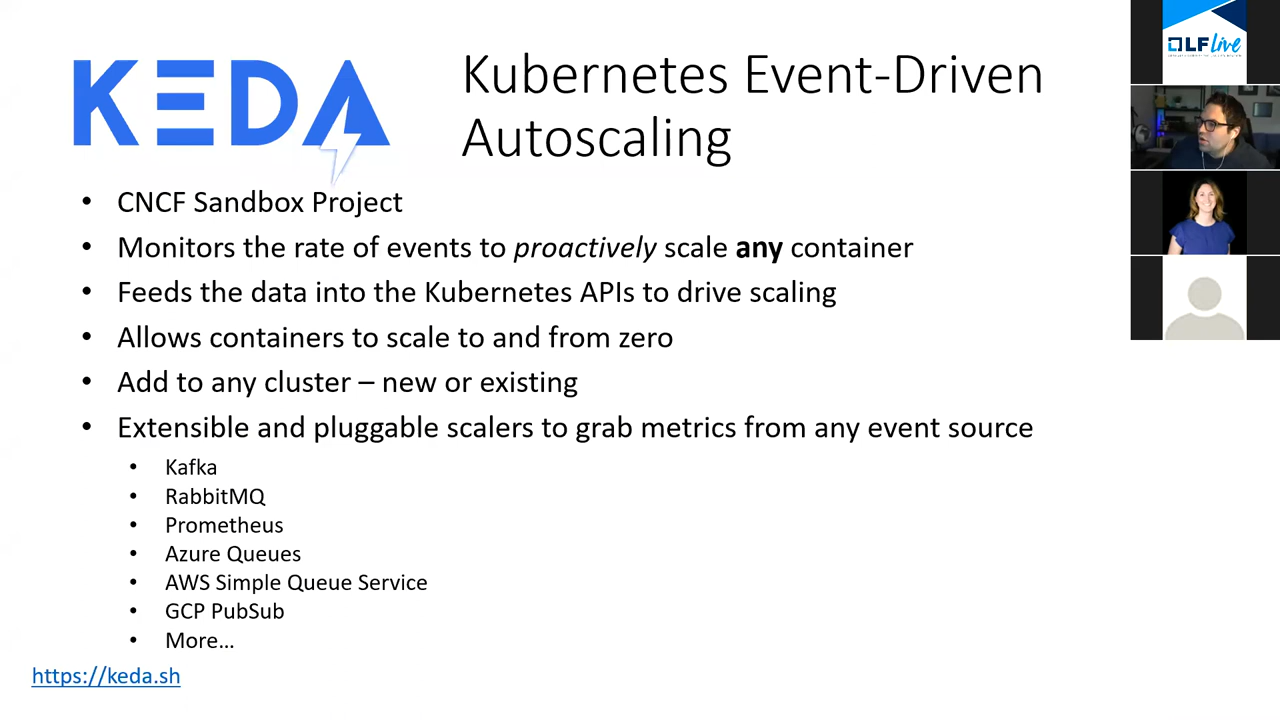 KEDA
Kubernetes Event-Driven
Autoscaling
• CNCF Sandbox Project
• Monitors the rate of events to proactively scale any container
• Feeds the data into the Kubernetes APIs to drive scaling
• Allows containers to scale to and from zero
• Add to any cluster – new or existing
• Extensible and pluggable scalers to grab metrics from any event source
• Kafka
• RabbitMQ
• Prometheus
• Azure Queues
• AWS Simple Queue Service
• GCP PubSub
• More…
https://keda.sh
LF live